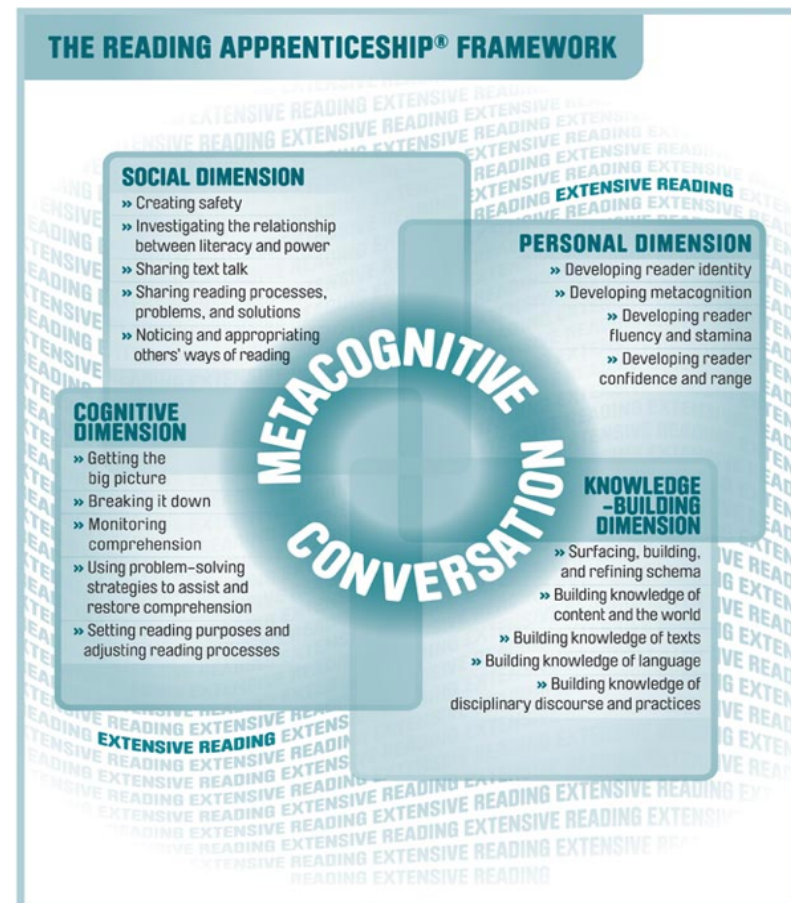 THE READING APPRENTICESHIP® FRAMEWORK
EXTENSIVE READING
SOCIAL DIMENSION
» Creating safety
» Investigating the relationship
between literacy and power
» Sharing text talk
» Sharing reading processes,
problems, and solutions
» Noticing and appropriating
others' ways of reading
PERSONAL DIMENSION
» Developing reader identity
» Developing metacognition
» Developing reader
fluency and stamina
» Developing reader
confidence and range
METACOGNITIVE
CONVERSATION
COGNITIVE
DIMENSION
» Getting the
big picture
» Breaking it down
» Monitoring
comprehension
» Using problem-solving
strategies to assist and
restore comprehension
» Setting reading purposes and
adjusting reading processes
KNOWLEDGE
-BUILDING
DIMENSION
» Surfacing, building,
and refining schema
» Building knowledge of
content and the world
» Building knowledge of texts
» Building knowledge of language
» Building knowledge of
disciplinary discourse and practices
EXTENSIVE READING